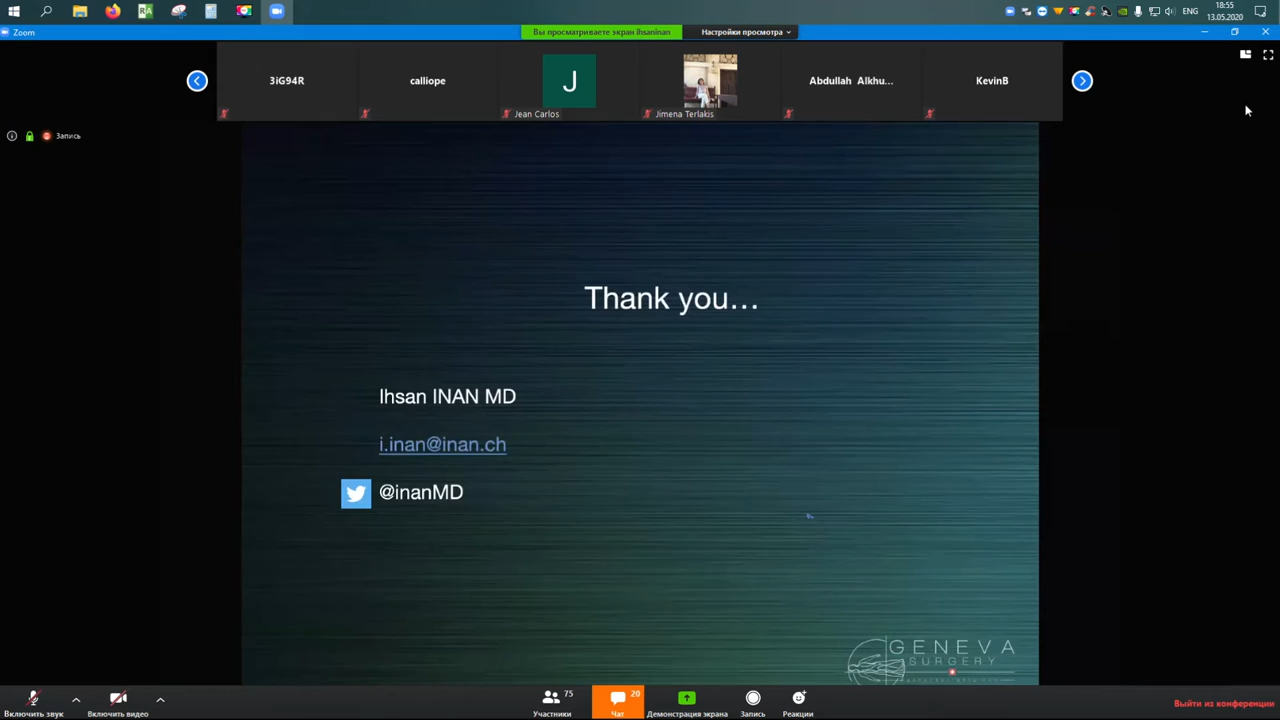 ENG
18:55
13.05.2020
Zoom
Вы просматриваете экран ihsaninan
Настройки просмотра
3iG94R
calliope
J
Jean Carlos
Jimena Terlakis
Abdullah Alkhu...
KevinB
Запись
Thank you...
Ihsan INAN MD
i.inan@inan.ch
@inanMD
GENEVA
SURGERY
Включить звук
Включить видео
75
Участники
20
Чат
Демонстрация экрана
Запись
Реакции
Выйти из конференции